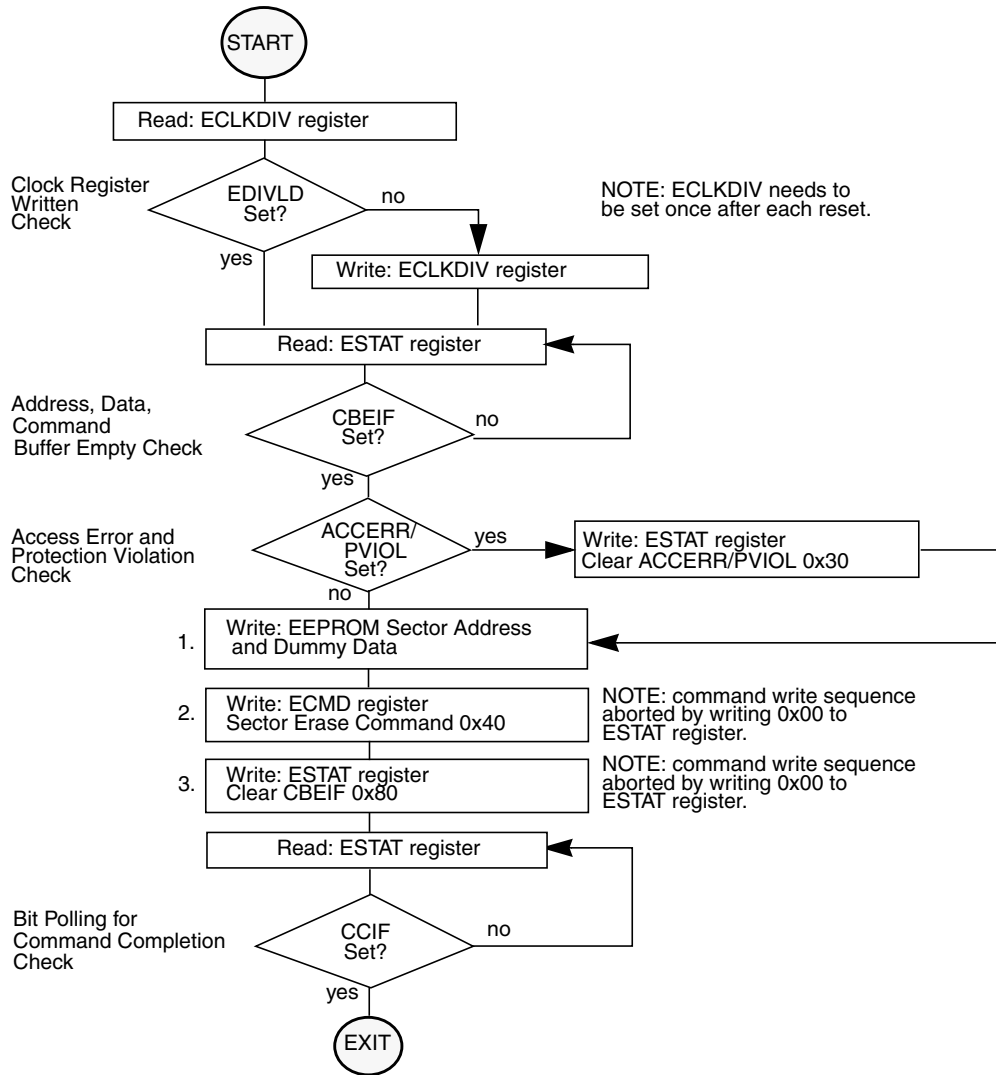 START
Read: ECLKDIV register
Clock Register
Written
Check
EDIVLD
Set?
no
yes
NOTE: ECLKDIV needs to
be set once after each reset.
Write: ECLKDIV register
Read: ESTAT register
Address, Data,
Command
Buffer Empty Check
CBEIF
Set?
no
yes
Access Error and
Protection Violation
Check
ACCERR/
PVIOL
Set?
yes
no
Write: ESTAT register
Clear ACCERR/PVIOL 0x30
1.
Write: EEPROM Sector Address
and Dummy Data
2.
Write: ECMD register
Sector Erase Command 0x40
NOTE: command write sequence
aborted by writing 0x00 to
ESTAT register.
3.
Write: ESTAT register
Clear CBEIF 0x80
NOTE: command write sequence
aborted by writing 0x00 to
ESTAT register.
Read: ESTAT register
Bit Polling for
Command Completion
Check
CCIF
Set?
no
yes
EXIT